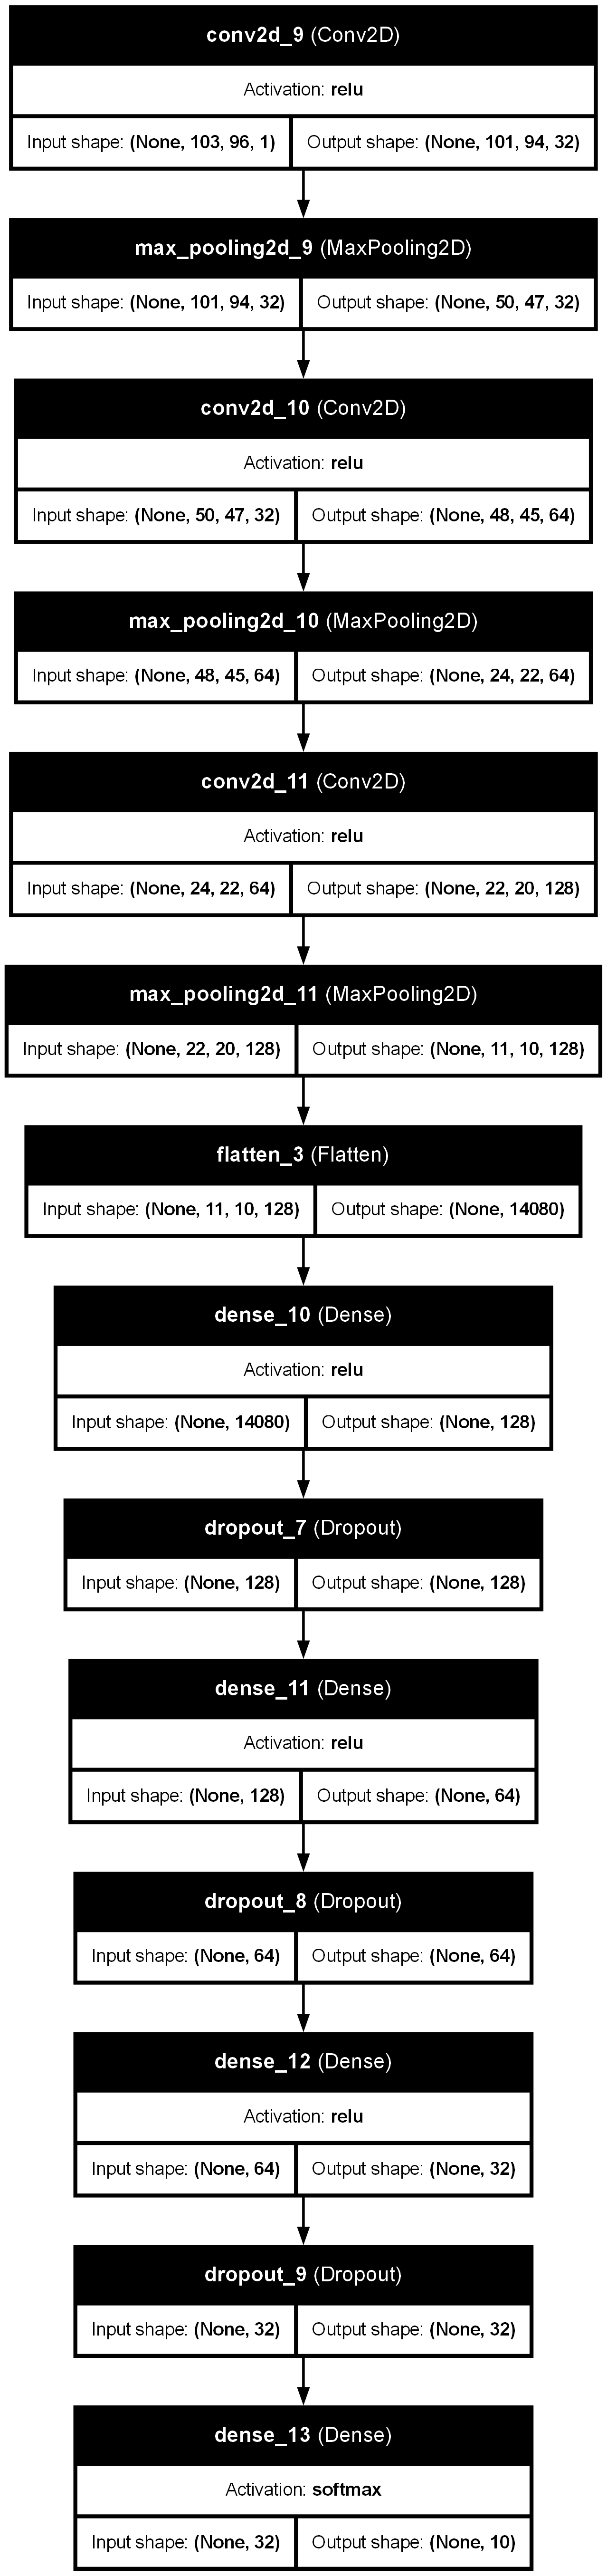 conv2d_9 (Conv2D)
Activation: relu
Input shape: (None, 103, 96, 1) Output shape: (None, 101, 94, 32)
max_pooling2d_9 (MaxPooling2D)
Input shape: (None, 101, 94, 32) Output shape: (None, 50, 47, 32)
conv2d_10 (Conv2D)
Activation: relu
Input shape: (None, 50, 47, 32) Output shape: (None, 48, 45, 64)
max_pooling2d_10 (MaxPooling2D)
Input shape: (None, 48, 45, 64) Output shape: (None, 24, 22, 64)
conv2d_11 (Conv2D)
Activation: relu
Input shape: (None, 24, 22, 64) Output shape: (None, 22, 20, 128)
max_pooling2d_11 (MaxPooling2D)
Input shape: (None, 22, 20, 128) Output shape: (None, 11, 10, 128)
flatten_3 (Flatten)
Input shape: (None, 11, 10, 128) Output shape: (None, 14080)
dense_10 (Dense)
Activation: relu
Input shape: (None, 14080) Output shape: (None, 128)
dropout_7 (Dropout)
Input shape: (None, 128) Output shape: (None, 128)
dense_11 (Dense)
Activation: relu
Input shape: (None, 128) Output shape: (None, 64)
dropout_8 (Dropout)
Input shape: (None, 64) Output shape: (None, 64)
dense_12 (Dense)
Activation: relu
Input shape: (None, 64) Output shape: (None, 32)
dropout_9 (Dropout)
Input shape: (None, 32) Output shape: (None, 32)
dense_13 (Dense)
Activation: softmax
Input shape: (None, 32) Output shape: (None, 10)